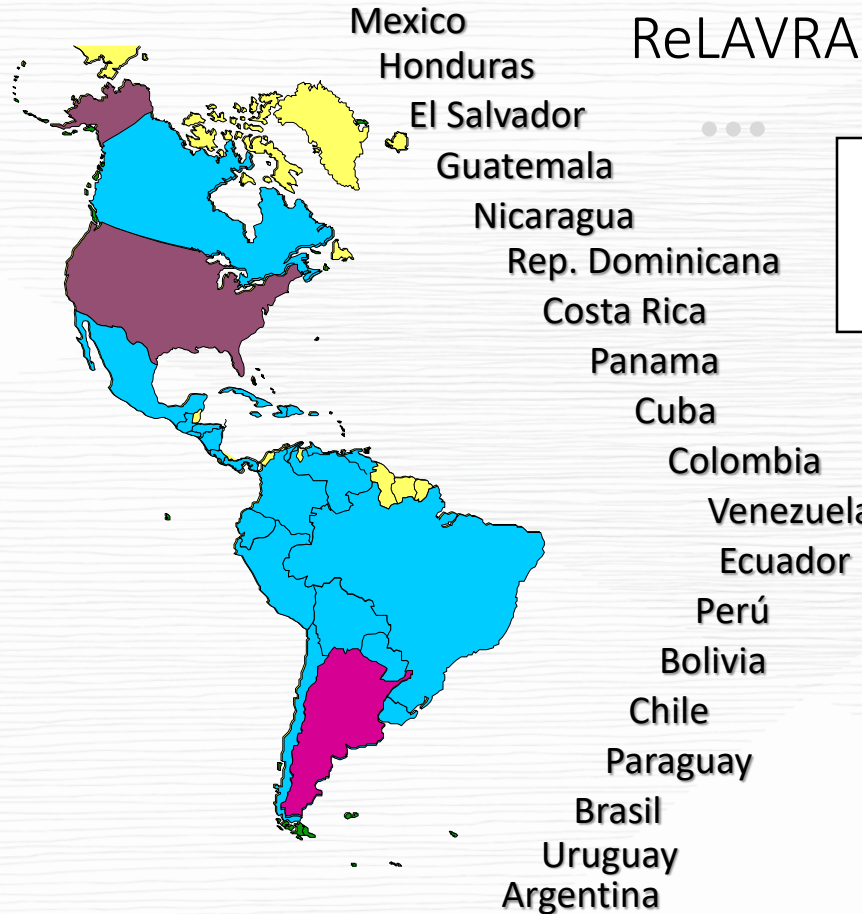 Mexico
ReLAVRA
Honduras
El Salvador
Guatemala
Nicaragua
Rep. Dominicana
Costa Rica
Panama
Cuba
Colombia
Venezuela
Ecuador
Perú
Bolivia
Chile
Paraguay
Brasil
Uruguay
Argentina